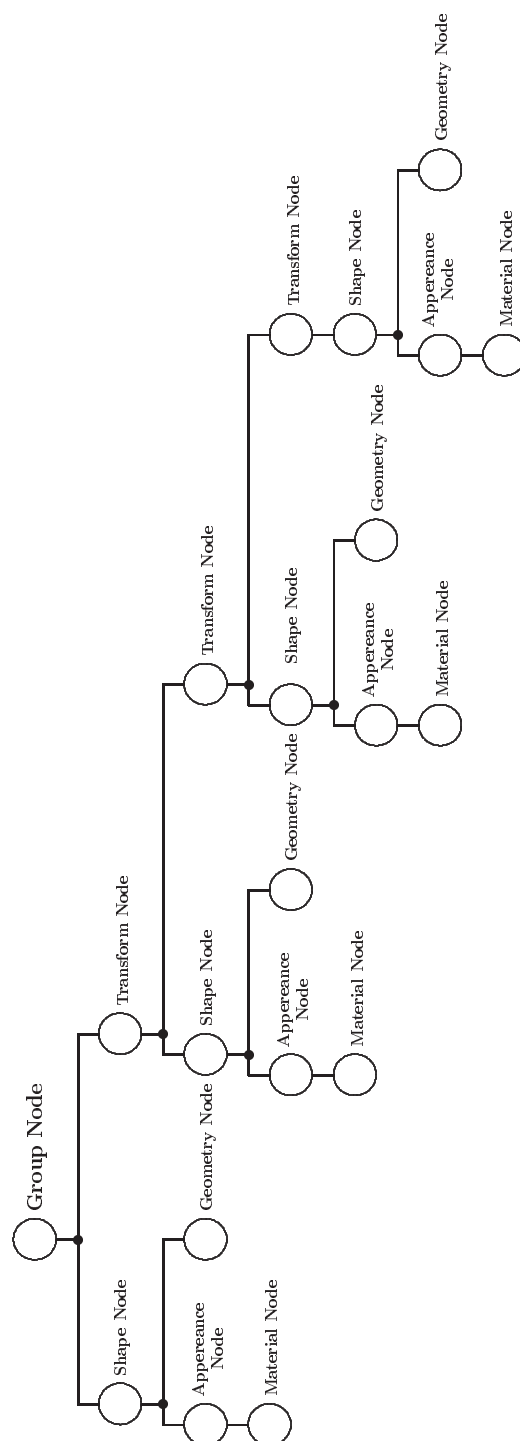 Group Node
Shape Node
Transform Node
Appereance
Node
Geometry Node
Shape Node
Transform Node
Material Node
Appereance
Node
Geometry Node
Shape Node
Transform Node
Material Node
Appereance
Node
Geometry Node
Shape Node
Material Node
Appereance
Node
Geometry Node
Material Node